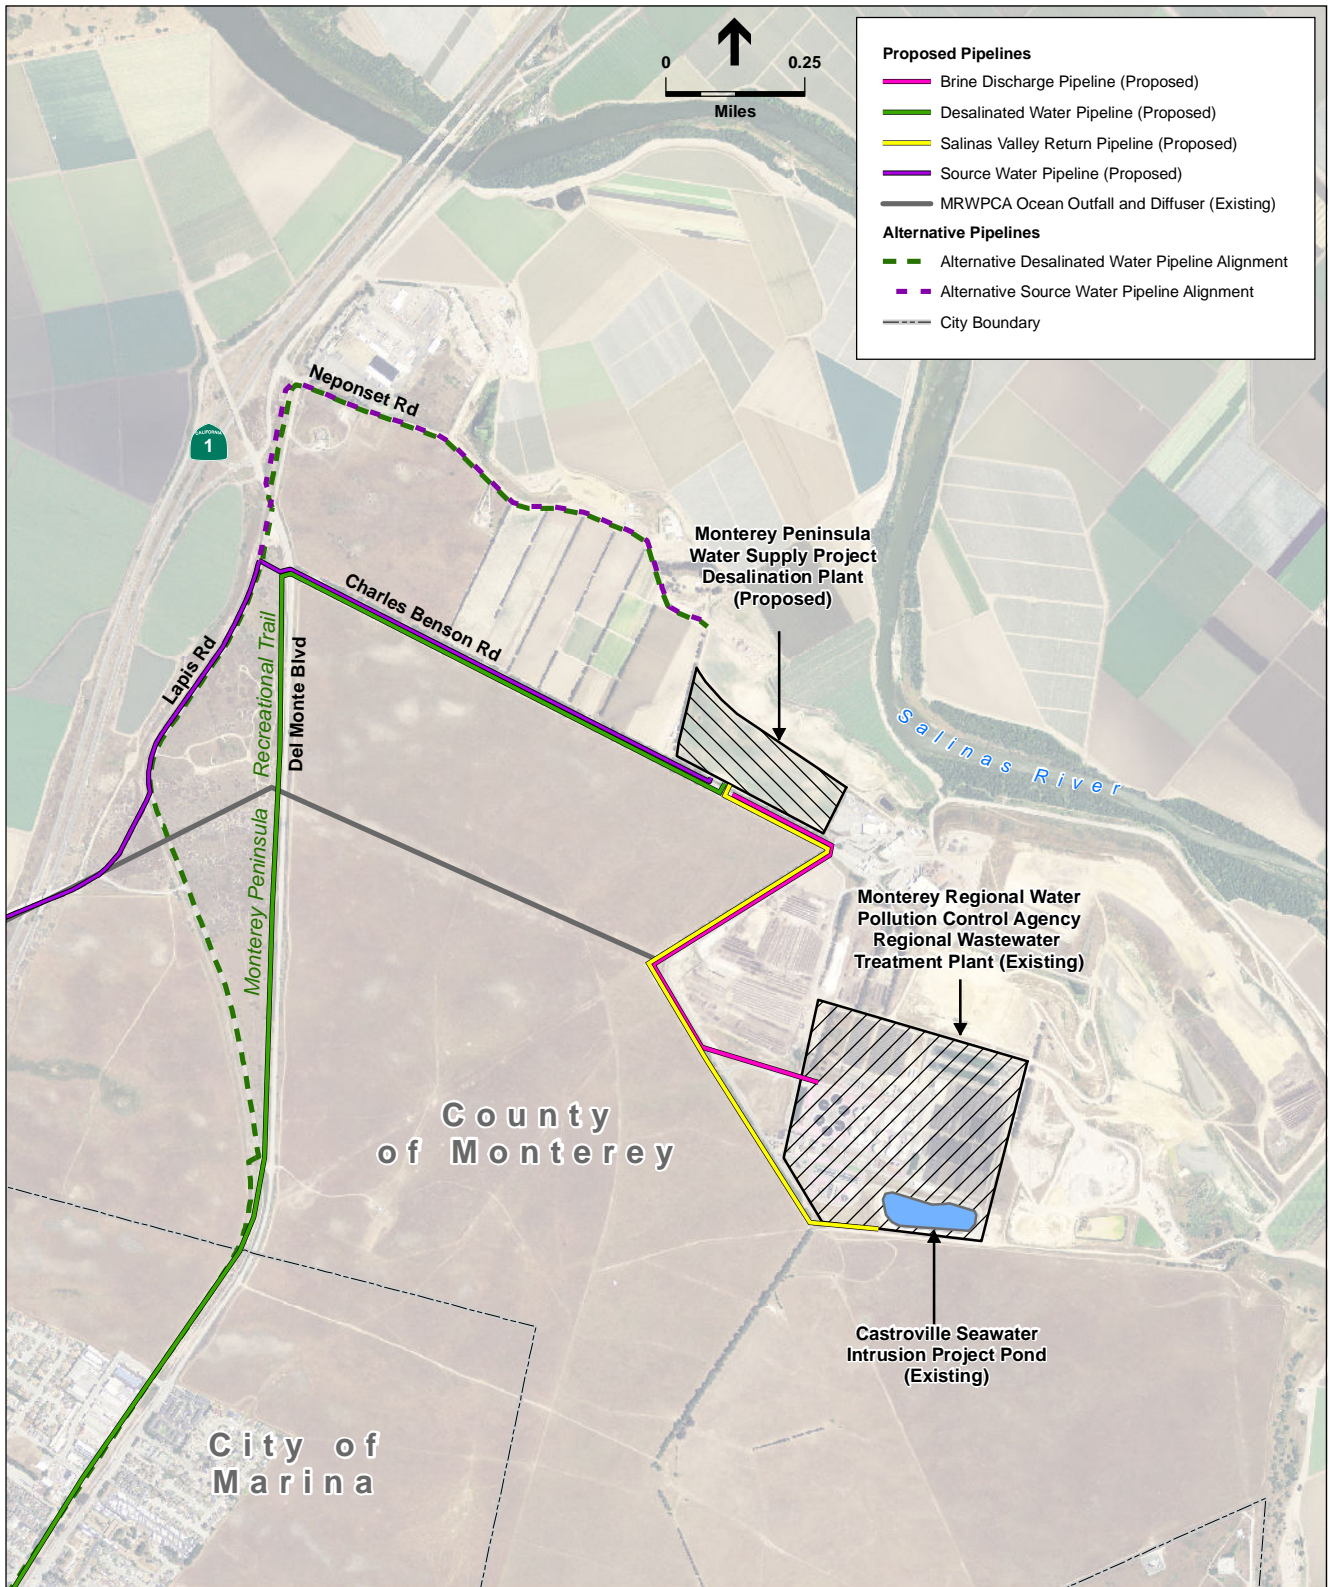 0
0.25
Miles
Proposed Pipelines
Brine Discharge Pipeline (Proposed)
Desalinated Water Pipeline (Proposed)
Salinas Valley Return Pipeline (Proposed)
Source Water Pipeline (Proposed)
MRWPCA Ocean Outfall and Diffuser (Existing)
Alternative Pipelines
Alternative Desalinated Water Pipeline Alignment
Alternative Source Water Pipeline Alignment
City Boundary
Neponset Rd
CALIFORNIA
1
Monterey Peninsula
Water Supply Project
Desalination Plant
(Proposed)
Charles Benson Rd
Lapis Rd
Monterey Peninsula Recreational Trail
Del Monte Blvd
Salinas River
Monterey Regional Water
Pollution Control Agency
Regional Wastewater
Treatment Plant (Existing)
County
of Monterey
Castroville Seawater
Intrusion Project Pond
(Existing)
City of
Marina